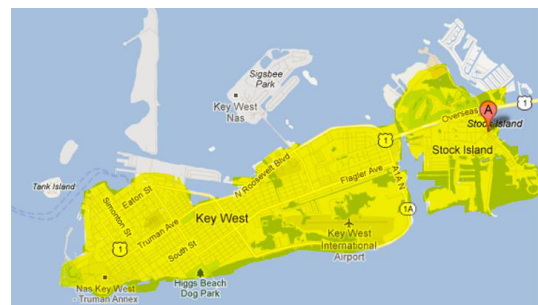 Sigsbee
Park
Key West
Nas
1
Overseas
A
Stock Island
1
Stock Island
N Roosevelt Blvd
Flagler Ave
A1A N
1A
Tank Island
Eaton St
Simonton St
Truman Ave
Key West
South St
Key West
International
Airport
1
Nas Key West
- Truman Annex
Higgs Beach
Dog Park